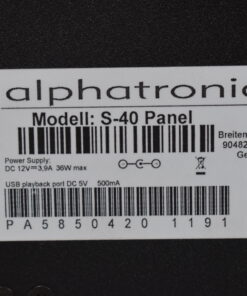 alphatronic
Modell: S-40 Panel
Breiten
90482
Ge
Power Supply:
DC 12V 3,9A 36W max
USB playback port DC 5V 500mA
PA5850420 1191